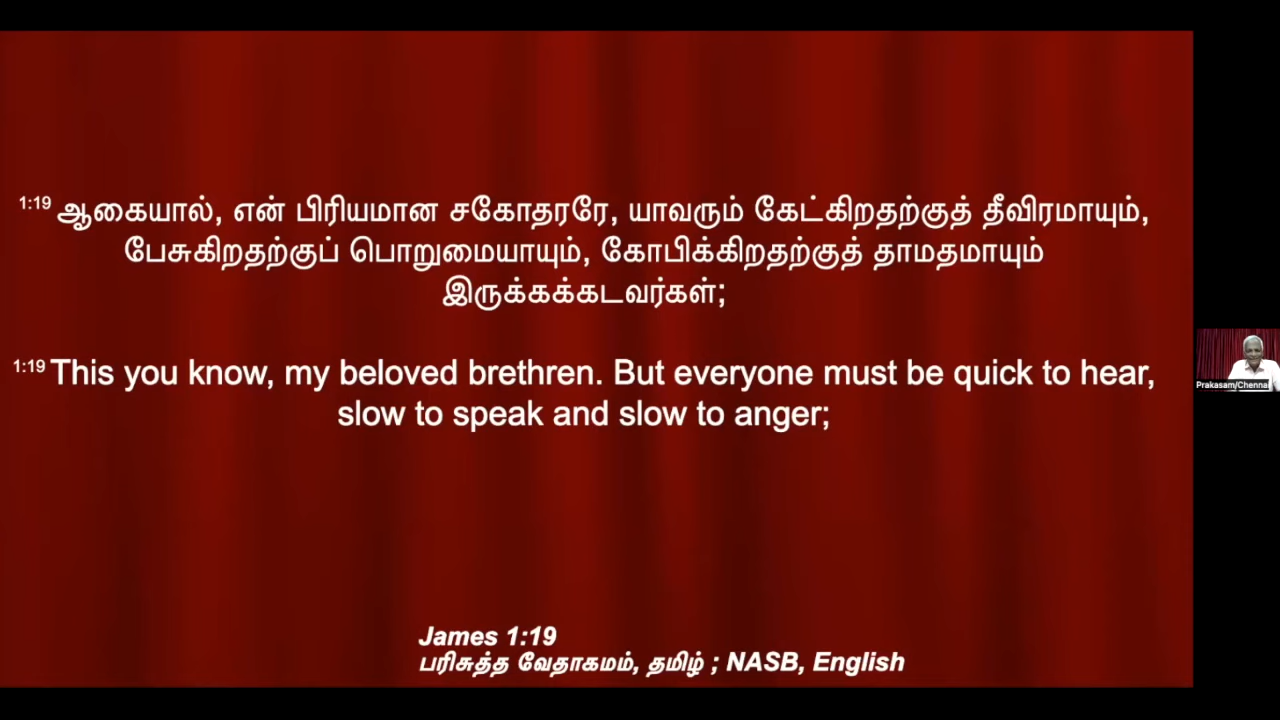 1:19 ஆகையால், என் பிரியமான சகோதரரே, யாவரும் கேட்கிறதற்குத் தீவிரமாயும்,
பேசுகிறதற்குப் பொறுமையாயும், கோபிக்கிறதற்குத் தாமதமாயும்
இருக்கக்கடவர்கள்;
1:19 This you know, my beloved brethren. But everyone must be quick to hear,
slow to speak and slow to anger;
Prakasam/Chennai
James 1:19
பரிசுத்த வேதாகமம், தமிழ் ; NASB, English